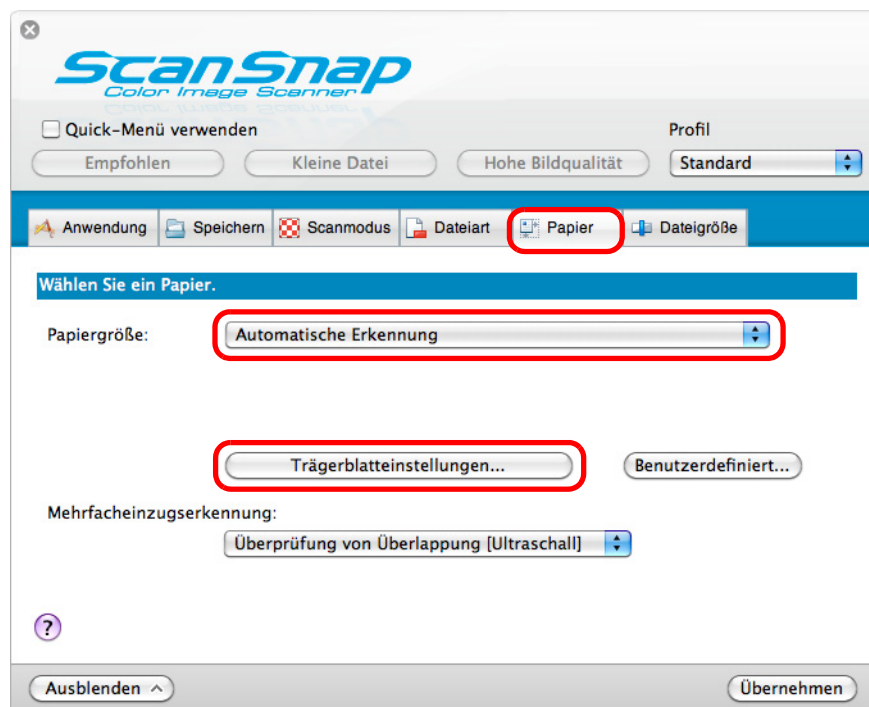 ScanSnap
Color Image Scanner
Quick-Menü verwenden
Profil
Empfohlen
Kleine Datei
Hohe Bildqualität
Standard
Anwendung
Speichern
Scanmodus
Dateiart
Papier
Dateigröße
Wählen Sie ein Papier.
Papiergröße:
Automatische Erkennung
Trägerblatteinstellungen...
Benutzerdefiniert...
Mehrfacheinzugserkennung:
Überprüfung von Überlappung [Ultraschall]
?
Ausblenden
Übernehmen